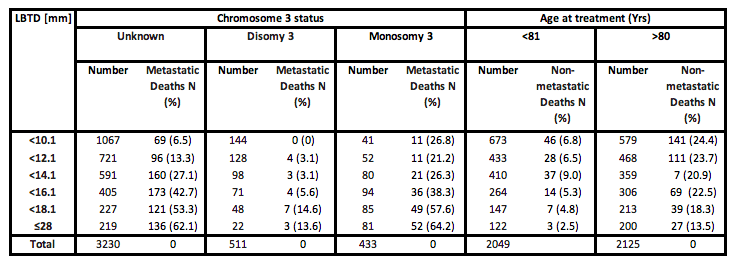 LBTD [mm] Chromosome 3 status Age at treatment (Yrs)
Unknown Disomy 3 Monosomy 3 <81 >80
Number Metastatic Number Metastatic Number Metastatic Number Non- Number Non-
Deaths N Deaths N Deaths N metastatic metastatic
(%) (%) (%) Deaths N Deaths N
(%) (%)
<10.1 1067 69 (6.5) 144 0 (0) 41 11 (26.8) 673 46 (6.8) 579 141 (24.4)
<12.1 721 96 (13.3) 128 4 (3.1) 52 11 (21.2) 433 28 (6.5) 468 111 (23.7)
<14.1 591 160 (27.1) 98 3 (3.1) 80 21 (26.3) 410 37 (9.0) 359 7 (20.9)
<16.1 405 173 (42.7) 71 4 (5.6) 94 36 (38.3) 264 14 (5.3) 306 69 (22.5)
<18.1 227 121 (53.3) 48 7 (14.6) 85 49 (57.6) 147 7 (4.8) 213 39 (18.3)
≤28 219 136 (62.1) 22 3 (13.6) 81 52 (64.2) 122 3 (2.5) 200 27 (13.5)
Total 3230 0 511 0 433 0 2049 2125 0